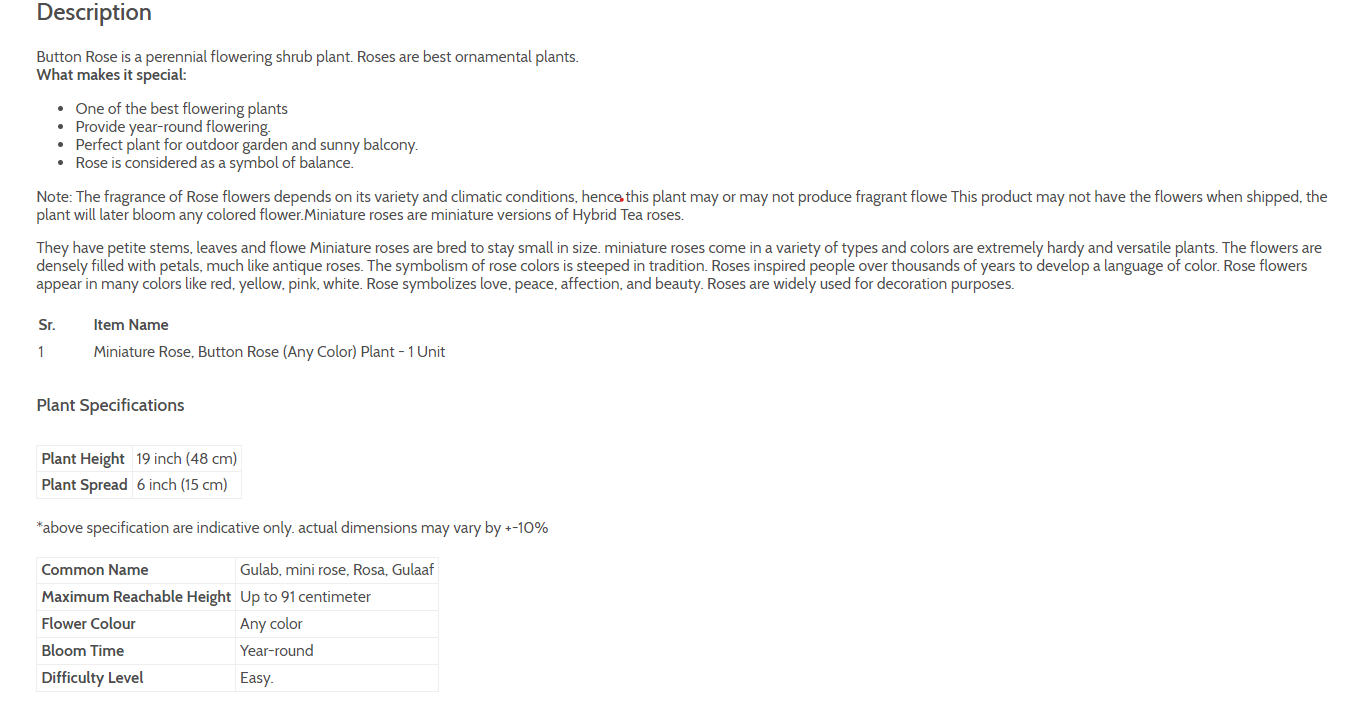 Description
Button Rose is a perennial flowering shrub plant. Roses are best ornamental plants.
What makes it special:
One of the best flowering plants
Provide year-round flowering.
Perfect plant for outdoor garden and sunny balcony.
Rose is considered as a symbol of balance.
Note: The fragrance of Rose flowers depends on its variety and climatic conditions, hence this plant may or may not produce fragrant flowe This product may not have the flowers when shipped, the
plant will later bloom any colored flower.Miniature roses are miniature versions of Hybrid Tea roses.
They have petite stems, leaves and flowe Miniature roses are bred to stay small in size. miniature roses come in a variety of types and colors are extremely hardy and versatile plants. The flowers are
densely filled with petals, much like antique roses. The symbolism of rose colors is steeped in tradition. Roses inspired people over thousands of years to develop a language of color. Rose flowers
appear in many colors like red, yellow, pink, white. Rose symbolizes love, peace, affection, and beauty. Roses are widely used for decoration purposes.
Sr. Item Name
1 Miniature Rose, Button Rose (Any Color) Plant - 1 Unit
Plant Specifications
Plant Height 19 inch (48 cm)
Plant Spread 6 inch (15 cm)
*above specification are indicative only. actual dimensions may vary by +-10%
Common Name Gulab, mini rose, Rosa, Gulaaf
Maximum Reachable Height Up to 91 centimeter
Flower Colour Any color
Bloom Time Year-round
Difficulty Level Easy.